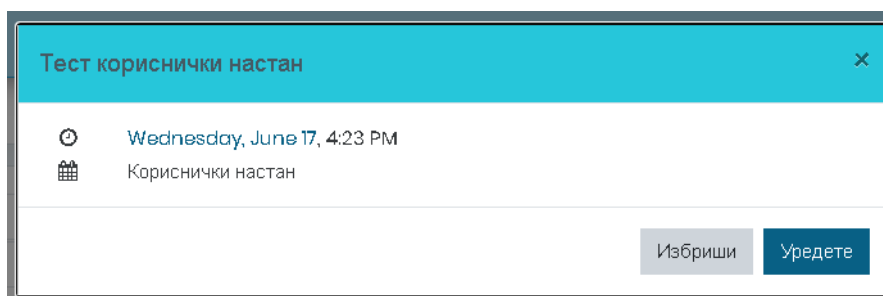 Тест кориснички настан ×
Wednesday, June 17, 4:23 PM
Кориснички настан
Избриши Уредете